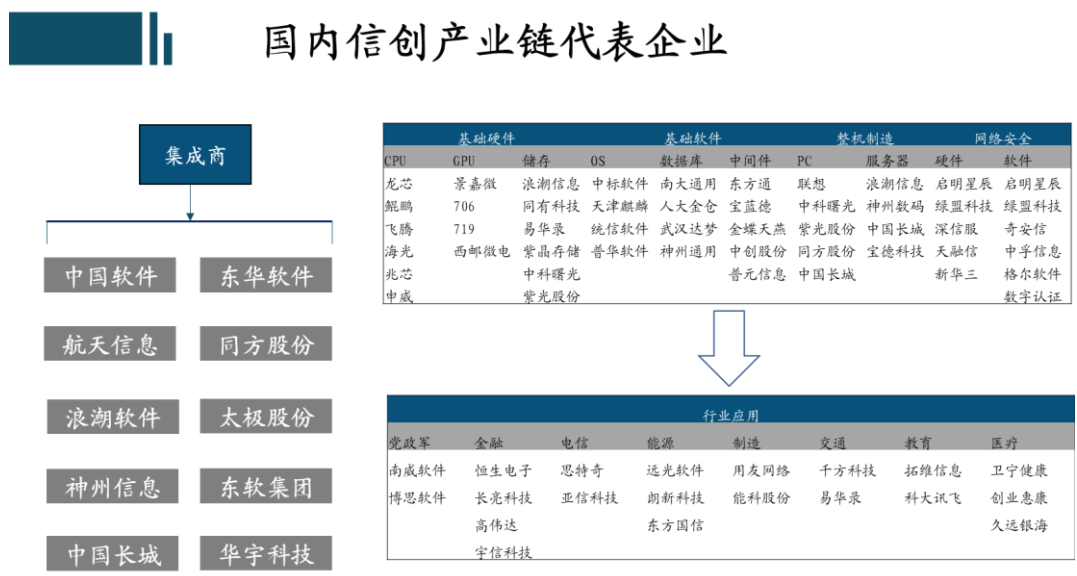 国内信创产业链代表企业
集成商
中国软件 东华软件
航天信息 同方股份
浪潮软件 太极股份
神州信息 东软集团
中国长城 华宇科技
基础硬件 基础软件 整机制造 网络安全
CPU GPU 储存 OS 数据库 中间件 PC 服务器 硬件 软件
龙芯 景嘉微 浪潮信息 中标软件 南大通用 东方通 联想 浪潮信息 启明星辰 启明星辰
鲲鹏 706 同有科技 天津麒麟 人大金仓 宝蓝德 中科曙光 神州数码 绿盟科技 绿盟科技
飞腾 719 易华录 统信软件 武汉达梦 金蝶天燕 紫光股份 中国长城 深信服 奇安信
海光 西邮微电 紫晶存储 普华软件 神州通用 中创股份 同方股份 宝德科技 天融信 中孚信息
兆芯 中科曙光 普元信息 中国长城 新华三 格尔软件
申威 紫光股份 数字认证
行业应用
党政军 金融 电信 能源 制造 交通 教育 医疗
南威软件 恒生电子 思特奇 远光软件 用友网络 千方科技 拓维信息 卫宁健康
博思软件 长亮科技 亚信科技 朗新科技 能科股份 易华录 科大讯飞 创业惠康
高伟达 东方国信 久远银海
宇信科技